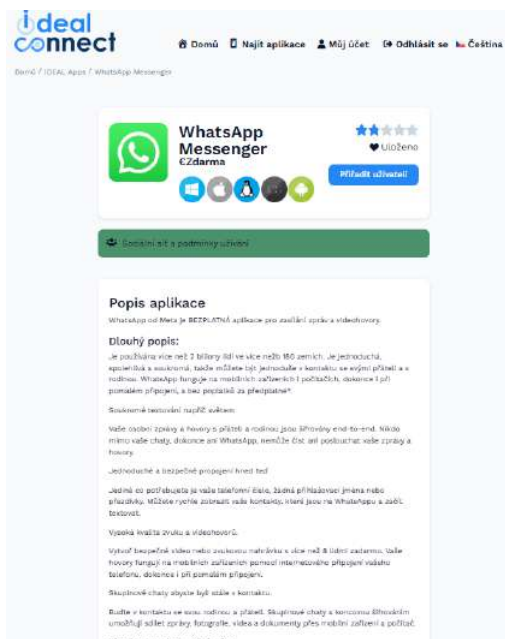 ideal
connect
Domů
Najít aplikace
Můj účet
Odhlásit se
Čeština
Domů / IDEAL Apps / WhatsApp Messenger
WhatsApp
Messenger
€Zdarma
Uloženo
Přiřadit uživateli
Sociální síť a podmínky užívání
Popis aplikace
WhatsApp od Meta je BEZPLATNÁ aplikace pro zasílání zpráv a videohovory.
Dlouhý popis:
Je používána více než 2 biliony lidí ve více nežlo 180 zemích. Je jednoduchá,
spolehlivá a soukromá, takže můžete být jednoduše v kontaktu se svými přáteli a s
rodinou. WhatsApp funguje na mobilních zařízeních i počítačích, dokonce i při
pomalém připojení, a bez poplatků za předplatné*.
Soukromé textování napříč světem
Vaše osobní zprávy a hovory s přáteli a rodinou jsou šifrovány end-to-end. Nikdo
mimo vaše chaty, dokonce ani WhatsApp, nemůže číst ani poslouchat vaše zprávy a
hovory.
Jednoduché a bezpečné propojení hned teď
Jediné co potřebujete je vaše telefonní číslo, žádná přihlašovací jména nebo
přezdívky. Můžete rychle zobrazit vaše kontakty, které jsou na WhatsAppu a začít
textovat.
Vysoká kvalita zvuku a videohovorů.
Vytvoř bezpečné video nebo zvukovou nahrávku s více než 8 lidmi zadarmo. Vaše
hovory fungují na mobilních zařízeních pomocí internetového připojení vašeho
telefonu, dokonce i při pomalém připojení.
Skupinové chaty abyste byli stále v kontaktu.
Buďte v kontaktu se svou rodinou a přáteli. Skupinové chaty s koncovou šifrováním
umožňují sdílet zprávy, fotografie, videa a dokumenty přes mobilní zařízení a počítač.